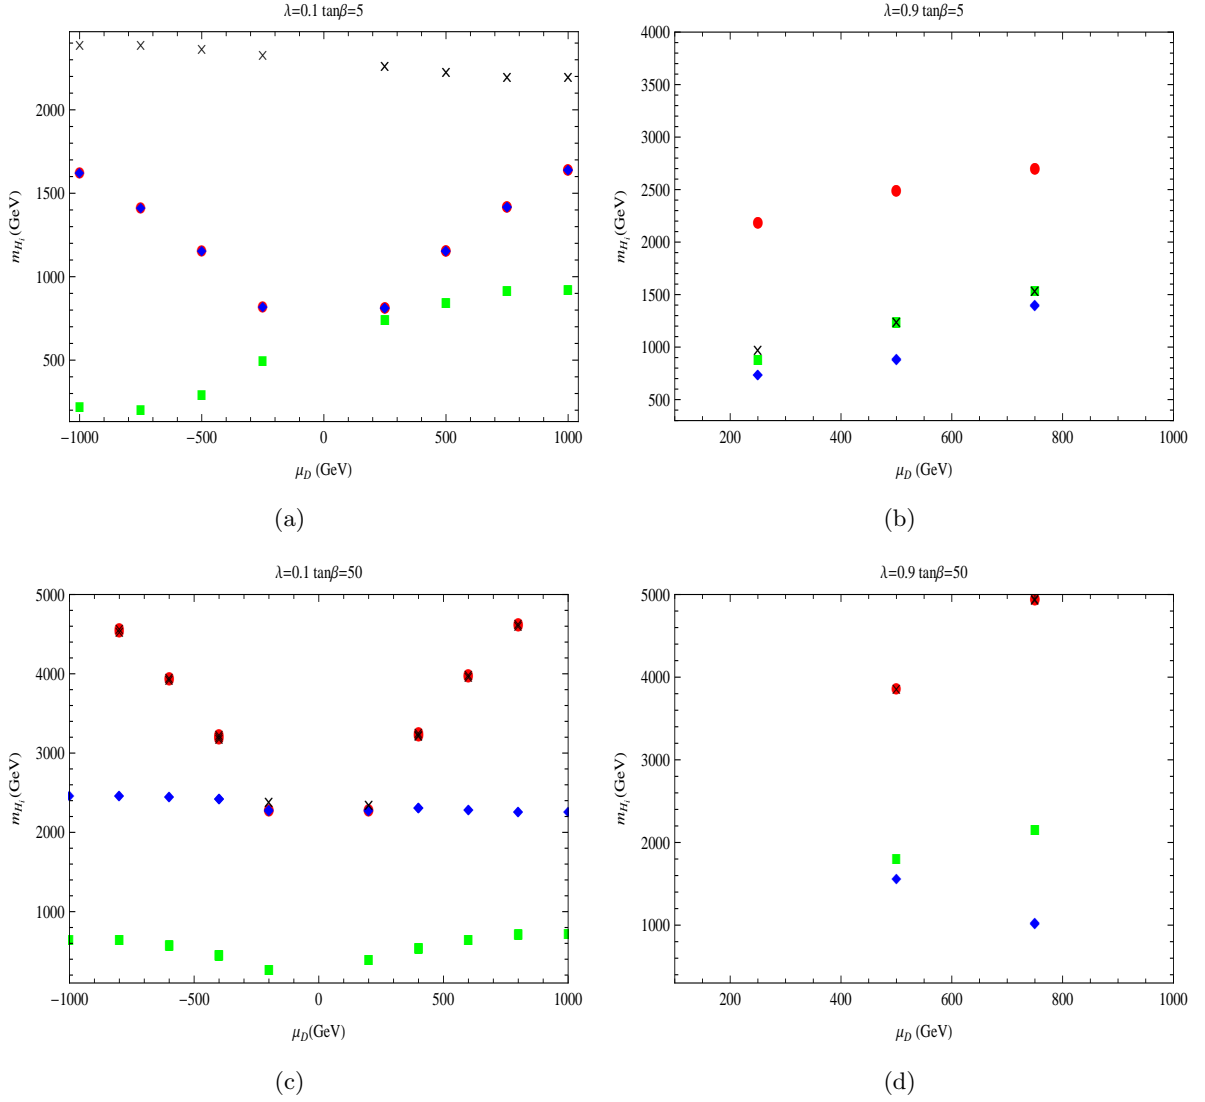 λ=0.1 tanβ=5
m_{H_i}(GeV)
2000
1500
1000
500
−1000 −500 0 500 1000
μ_D (GeV)
(a)
λ=0.9 tanβ=5
m_{H_i}(GeV)
4000
3500
3000
2500
2000
1500
1000
500
200 400 600 800 1000
μ_D (GeV)
(b)
λ=0.1 tanβ=50
m_{H_i}(GeV)
5000
4000
3000
2000
1000
−1000 −500 0 500 1000
μ_D(GeV)
(c)
λ=0.9 tanβ=50
m_{H_i}(GeV)
5000
4000
3000
2000
1000
200 400 600 800 1000
μ_D (GeV)
(d)